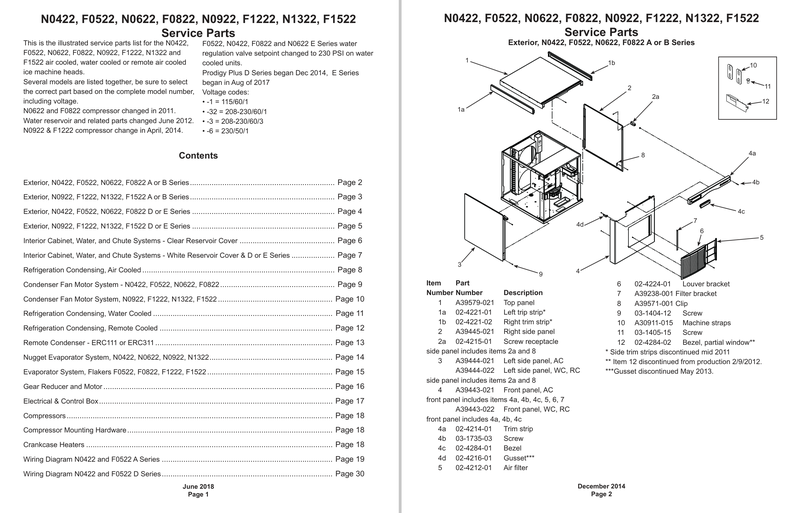 N0422, F0522, N0622, F0822, N0922, F1222, N1322, F1522
Service Parts
This is the illustrated service parts list for the N0422,
F0522, N0622, F0822, N0922, F1222, N1322 and
F1522 air cooled, water cooled or remote air cooled
ice machine heads.
Several models are listed together, be sure to select
the correct part based on the complete model number,
including voltage.
N0622 and F0822 compressor changed in 2011.
Water reservoir and related parts changed June 2012.
N0922 & F1222 compressor change in April, 2014.
F0522, N0422, F0822 and N0622 E Series water
regulation valve setpoint changed to 230 PSI on water
cooled units.
Prodigy Plus D Series began Dec 2014, E Series
began in Aug of 2017
Voltage codes:
• -1 = 115/60/1
• -32 = 208-230/60/1
• -3 = 208-230/60/3
• -6 = 230/50/1
Contents
Exterior, N0422, F0522, N0622, F0822 A or B Series Page 2
Exterior, N0922, F1222, N1322, F1522 A or B Series Page 3
Exterior, N0422, F0522, N0622, F0822 D or E Series Page 4
Exterior, N0922, F1222, N1322, F1522 D or E Series Page 5
Interior Cabinet, Water, and Chute Systems - Clear Reservoir Cover Page 6
Interior Cabinet, Water, and Chute Systems - White Reservoir Cover & D or E Series Page 7
Refrigeration Condensing, Air Cooled Page 8
Condenser Fan Motor System - N0422, F0522, N0622, F0822 Page 9
Condenser Fan Motor System, N0922, F1222, N1322, F1522 Page 10
Refrigeration Condensing, Water Cooled Page 11
Refrigeration Condensing, Remote Cooled Page 12
Remote Condenser - ERC111 or ERC311 Page 13
Nugget Evaporator System, N0422, N0622, N0922, N1322 Page 14
Evaporator System, Flakers F0522, F0822, F1222, F1522 Page 15
Gear Reducer and Motor Page 16
Electrical & Control Box Page 17
Compressors Page 18
Compressor Mounting Hardware Page 18
Crankcase Heaters Page 18
Wiring Diagram N0422 and F0522 A Series Page 19
Wiring Diagram N0422 and F0522 D Series Page 30
June 2018
Page 1
N0422, F0522, N0622, F0822, N0922, F1222, N1322, F1522
Service Parts
Exterior, N0422, F0522, N0622, F0822 A or B Series
1
1b
10
11
12
2
2a
1a
8
4a
4b
4c
4d
7
6
5
3
9
4
Item Part
Number Number Description
1 A39579-021 Top panel
1a 02-4221-01 Left trip strip*
1b 02-4221-02 Right trim strip*
2 A39445-021 Right side panel
2a 02-4215-01 Screw receptacle
side panel includes items 2a and 8
3 A39444-021 Left side panel, AC
A39444-022 Left side panel, WC, RC
side panel includes items 2a and 8
4 A39443-021 Front panel, AC
front panel includes items 4a, 4b, 4c, 5, 6, 7
A39443-022 Front panel, WC, RC
front panel includes 4a, 4b, 4c
4a 02-4214-01 Trim strip
4b 03-1735-03 Screw
4c 02-4284-01 Bezel
4d 02-4216-01 Gusset***
5 02-4212-01 Air filter
6 02-4224-01 Louver bracket
7 A39238-001 Filter bracket
8 A39571-001 Clip
9 03-1404-12 Screw
10 A30911-015 Machine straps
11 03-1405-15 Screw
12 02-4284-02 Bezel, partial window**
* Side trim strips discontinued mid 2011
** Item 12 discontinued from production 2/9/2012.
***Gusset discontinued May 2013.
December 2014
Page 2